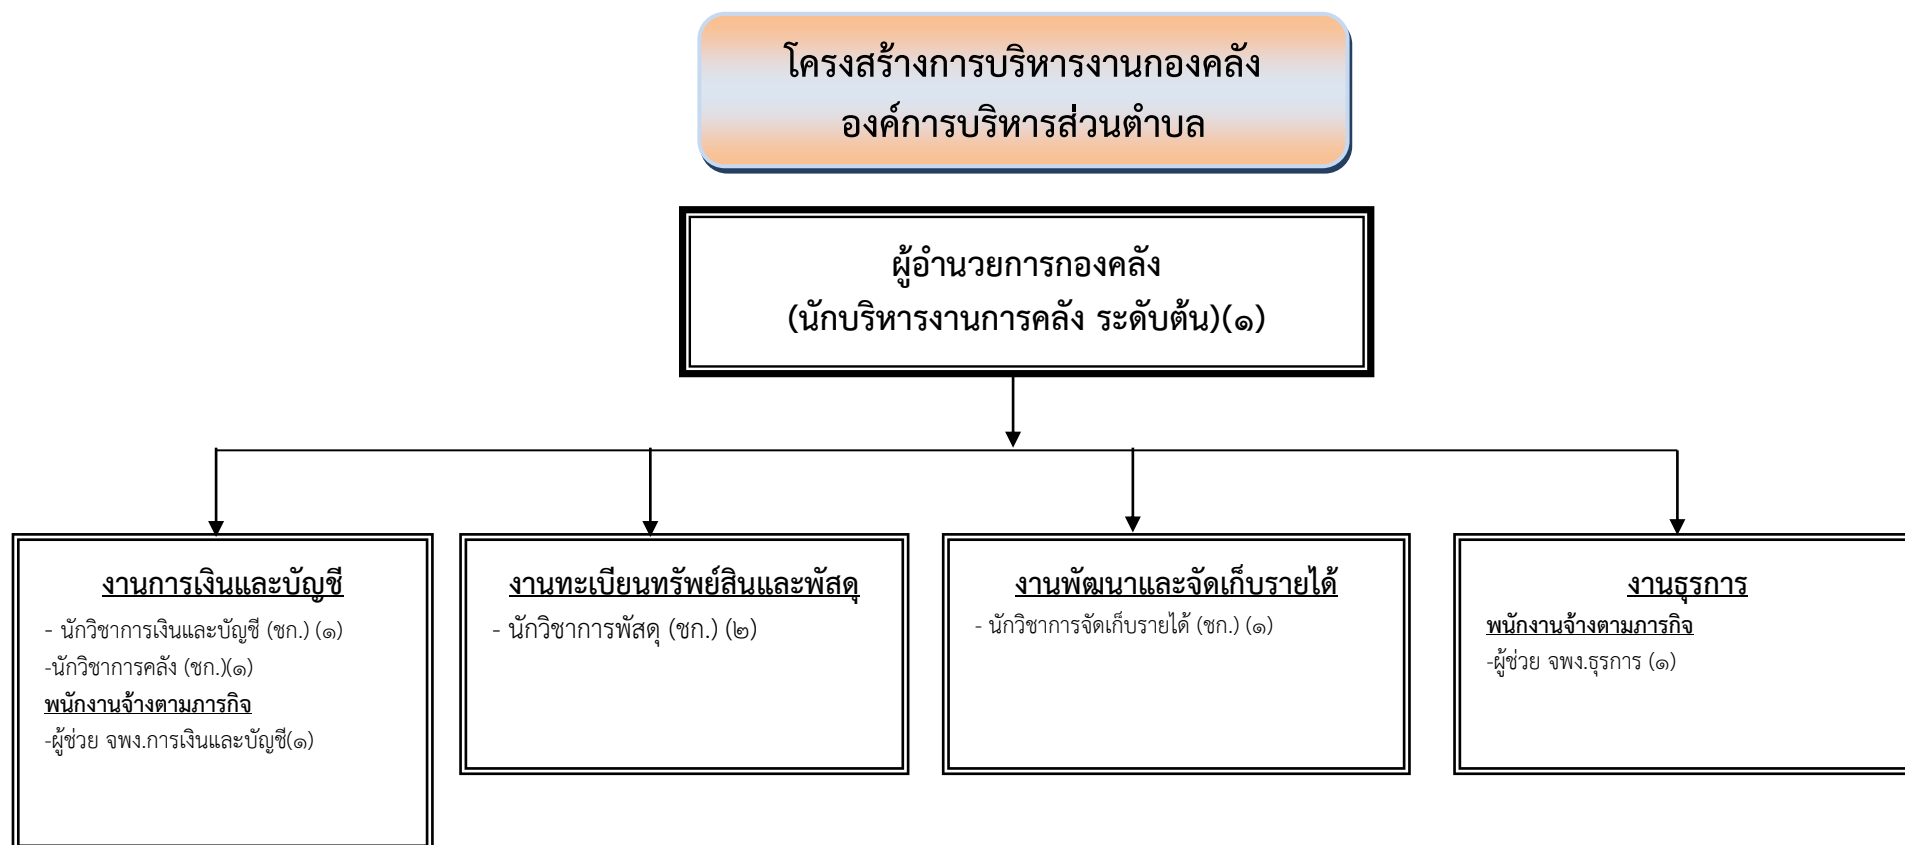 โครงสร้างการบริหารงานกองคลัง
องค์การบริหารส่วนตำบล
ผู้อำนวยการกองคลัง
(นักบริหารงานการคลัง ระดับต้น)(๑)
งานการเงินและบัญชี
- นักวิชาการเงินและบัญชี (ชก.) (๑)
-นักวิชาการคลัง (ชก.)(๑)
พนักงานจ้างตามภารกิจ
-ผู้ช่วย จพง.การเงินและบัญชี(๑)
งานทะเบียนทรัพย์สินและพัสดุ
- นักวิชาการพัสดุ (ชก.) (๒)
งานพัฒนาและจัดเก็บรายได้
- นักวิชาการจัดเก็บรายได้ (ชก.) (๑)
งานธุรการ
พนักงานจ้างตามภารกิจ
-ผู้ช่วย จพง.ธุรการ (๑)